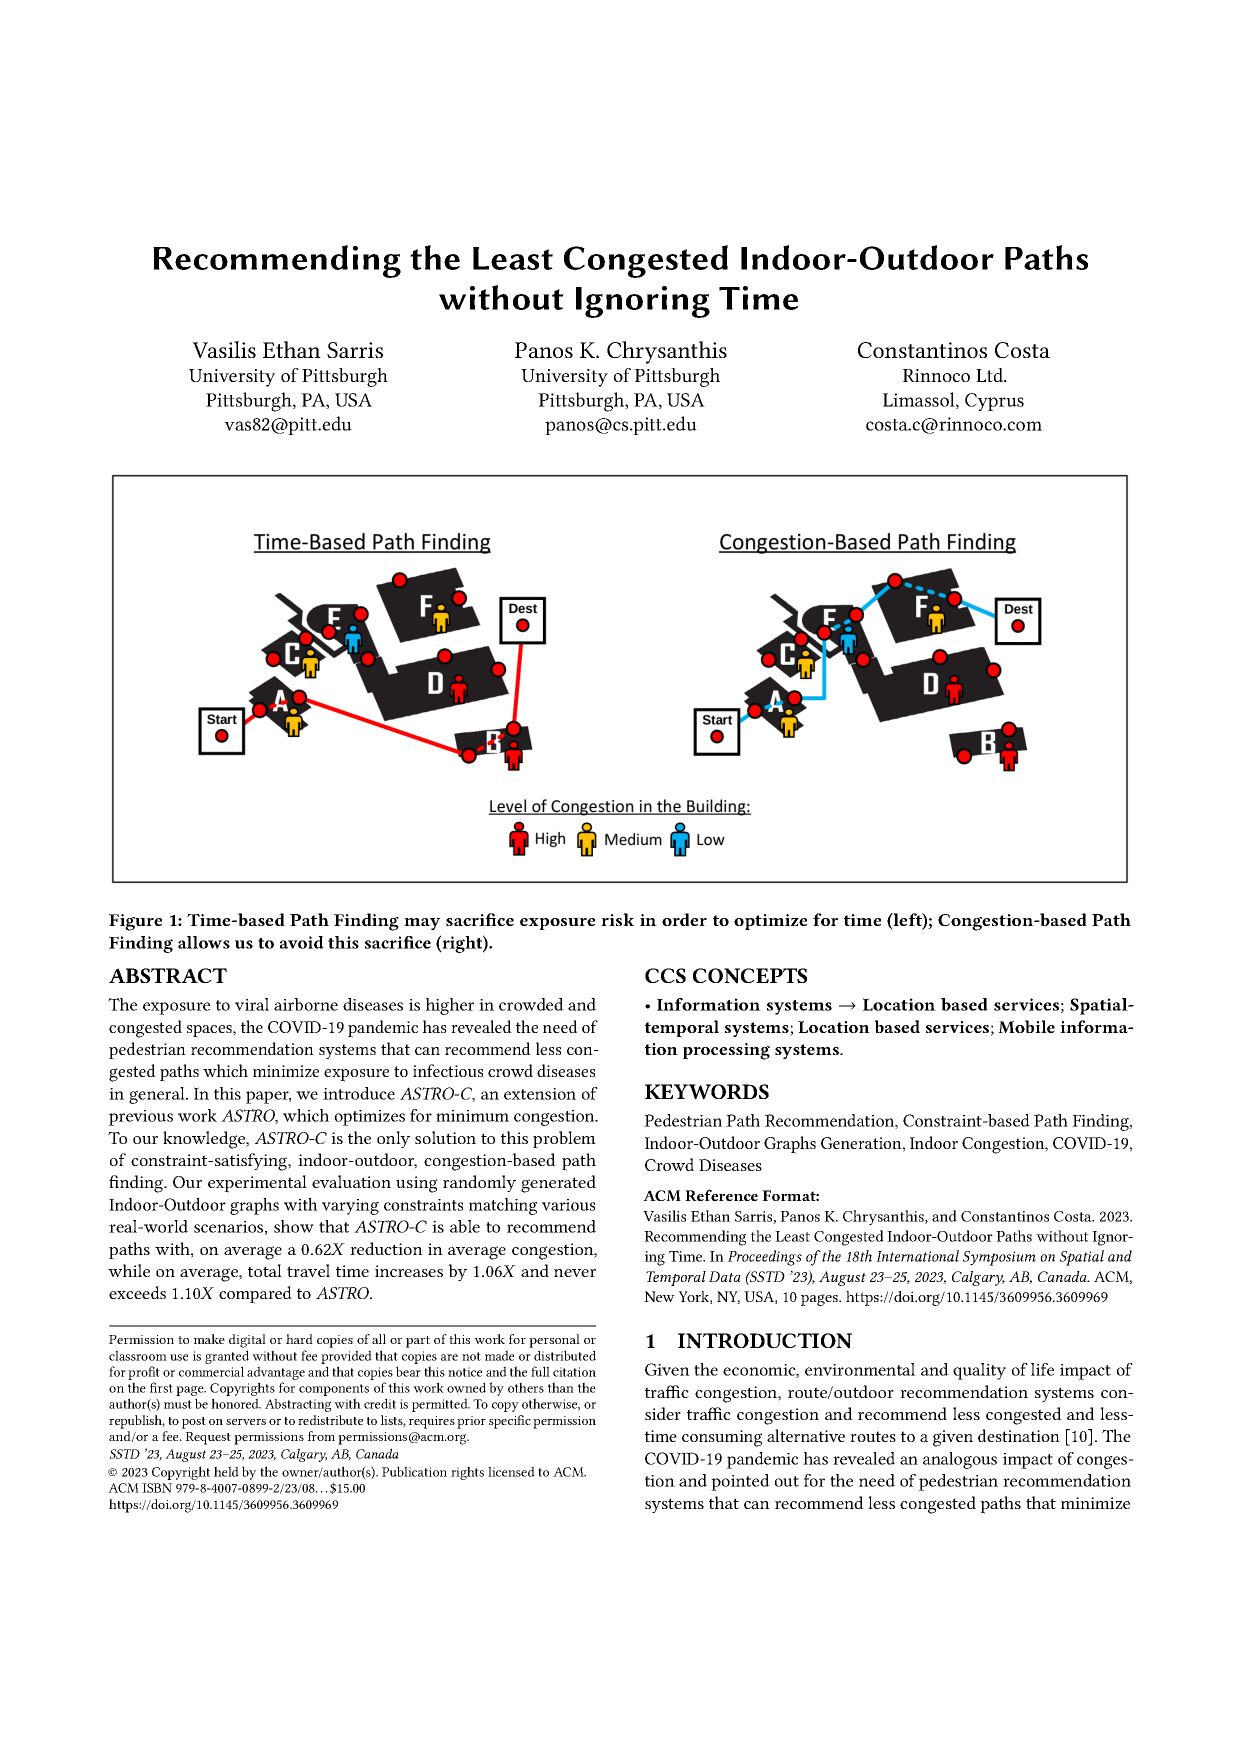 Recommending the Least Congested Indoor-Outdoor Paths
without Ignoring Time
Vasilis Ethan Sarris
University of Pittsburgh
Pittsburgh, PA, USA
vas82@pitt.edu
Panos K. Chrysanthis
University of Pittsburgh
Pittsburgh, PA, USA
panos@cs.pitt.edu
Constantinos Costa
Rinnoco Ltd.
Limassol, Cyprus
costa.c@rinnoco.com
Time-Based Path Finding
F
E
C
D
A
B
Start
Dest
Congestion-Based Path Finding
F
E
C
D
A
B
Start
Dest
Level of Congestion in the Building:
High Medium Low
Figure 1: Time-based Path Finding may sacrifice exposure risk in order to optimize for time (left); Congestion-based Path
Finding allows us to avoid this sacrifice (right).
ABSTRACT
The exposure to viral airborne diseases is higher in crowded and
congested spaces, the COVID-19 pandemic has revealed the need of
pedestrian recommendation systems that can recommend less con-
gested paths which minimize exposure to infectious crowd diseases
in general. In this paper, we introduce ASTRO-C, an extension of
previous work ASTRO, which optimizes for minimum congestion.
To our knowledge, ASTRO-C is the only solution to this problem
of constraint-satisfying, indoor-outdoor, congestion-based path
finding. Our experimental evaluation using randomly generated
Indoor-Outdoor graphs with varying constraints matching various
real-world scenarios, show that ASTRO-C is able to recommend
paths with, on average a 0.62X reduction in average congestion,
while on average, total travel time increases by 1.06X and never
exceeds 1.10X compared to ASTRO.
Permission to make digital or hard copies of all or part of this work for personal or
classroom use is granted without fee provided that copies are not made or distributed
for profit or commercial advantage and that copies bear this notice and the full citation
on the first page. Copyrights for components of this work owned by others than the
author(s) must be honored. Abstracting with credit is permitted. To copy otherwise, or
republish, to post on servers or to redistribute to lists, requires prior specific permission
and/or a fee. Request permissions from permissions@acm.org.
SSTD '23, August 23–25, 2023, Calgary, AB, Canada
© 2023 Copyright held by the owner/author(s). Publication rights licensed to ACM.
ACM ISBN 979-8-4007-0899-2/23/08...$15.00
https://doi.org/10.1145/3609956.3609969
CCS CONCEPTS
• Information systems → Location based services; Spatial-
temporal systems; Location based services; Mobile informa-
tion processing systems.
KEYWORDS
Pedestrian Path Recommendation, Constraint-based Path Finding,
Indoor-Outdoor Graphs Generation, Indoor Congestion, COVID-19,
Crowd Diseases
ACM Reference Format:
Vasilis Ethan Sarris, Panos K. Chrysanthis, and Constantinos Costa. 2023.
Recommending the Least Congested Indoor-Outdoor Paths without Ignor-
ing Time. In Proceedings of the 18th International Symposium on Spatial and
Temporal Data (SSTD '23), August 23–25, 2023, Calgary, AB, Canada. ACM,
New York, NY, USA, 10 pages. https://doi.org/10.1145/3609956.3609969
1 INTRODUCTION
Given the economic, environmental and quality of life impact of
traffic congestion, route/outdoor recommendation systems con-
sider traffic congestion and recommend less congested and less-
time consuming alternative routes to a given destination [10]. The
COVID-19 pandemic has revealed an analogous impact of conges-
tion and pointed out for the need of pedestrian recommendation
systems that can recommend less congested paths that minimize